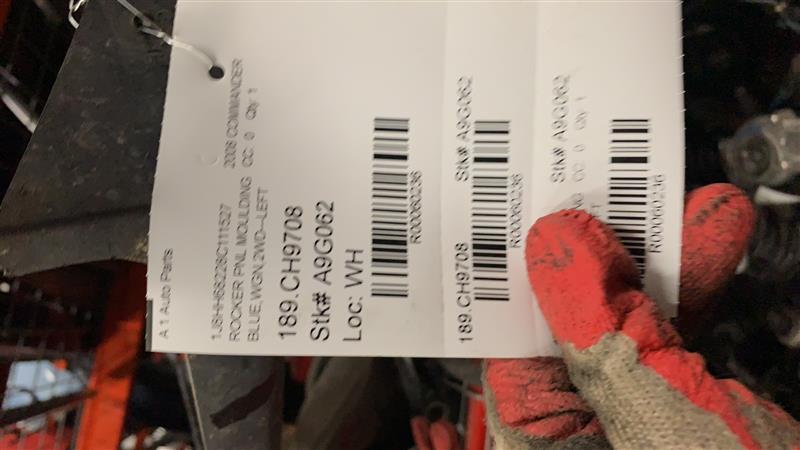 A 1 Auto Parts
1J8HH68228C111527
ROCKER PNL MOULDING 2008 COMMANDER
BLUE,WGN,2WD---LEFT CC: 0 Qty 1
189.CH9708
Stk# A9G062
Loc: WH
R00060236
189.CH9708 Stk# A9G062
R00060236
Stk# A9G062
CC: 0 Qty 1
R00060236